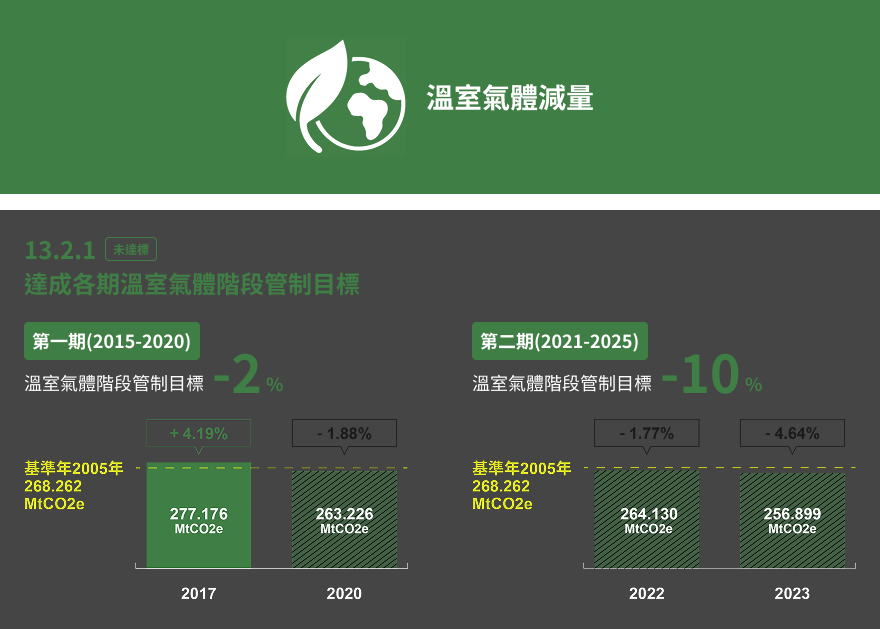 溫室氣體減量
13.2.1 未達標
達成各期溫室氣體階段管制目標
第一期(2015-2020)
溫室氣體階段管制目標 -2 %
+ 4.19%
- 1.88%
基準年2005年
268.262
MtCO2e
277.176
MtCO2e
263.226
MtCO2e
2017
2020
第二期(2021-2025)
溫室氣體階段管制目標 -10 %
- 1.77%
- 4.64%
基準年2005年
268.262
MtCO2e
264.130
MtCO2e
256.899
MtCO2e
2022
2023